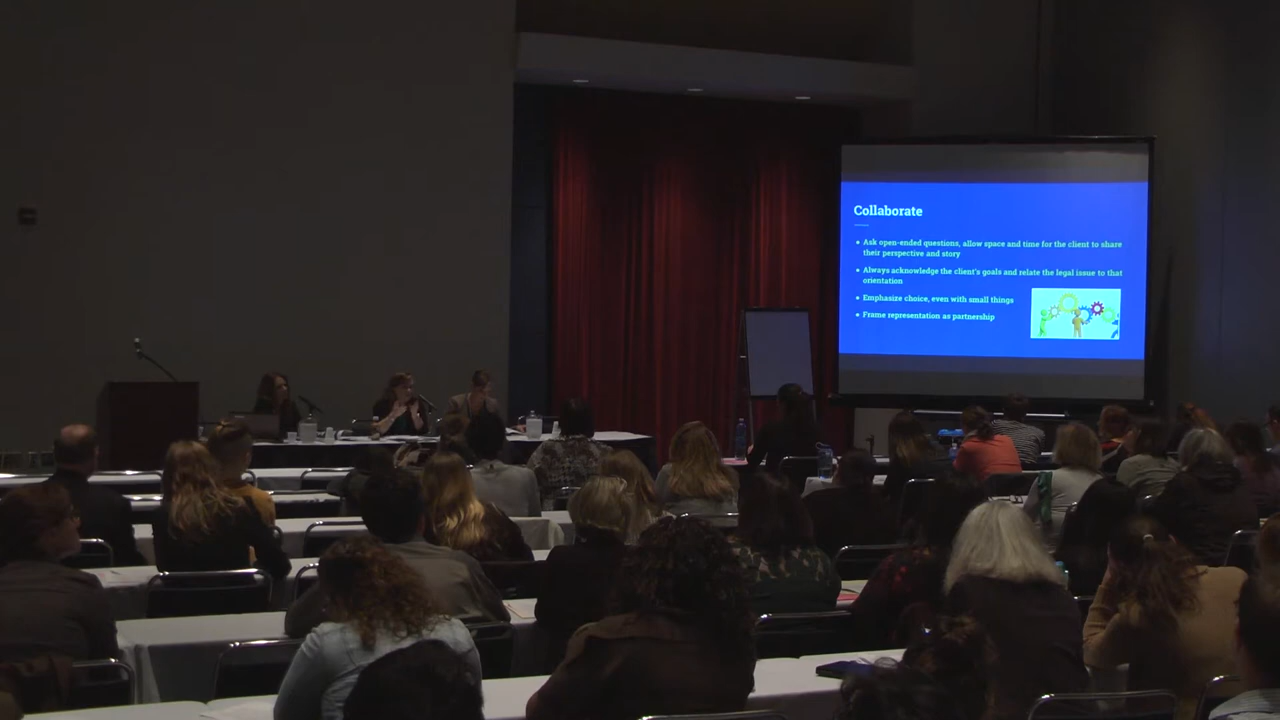 Collaborate
• Ask open-ended questions, allow space and time for the client to share
their perspective and story
• Always acknowledge the client's goals and relate the legal issue to that
orientation
• Emphasize choice, even with small things
• Frame representation as partnership